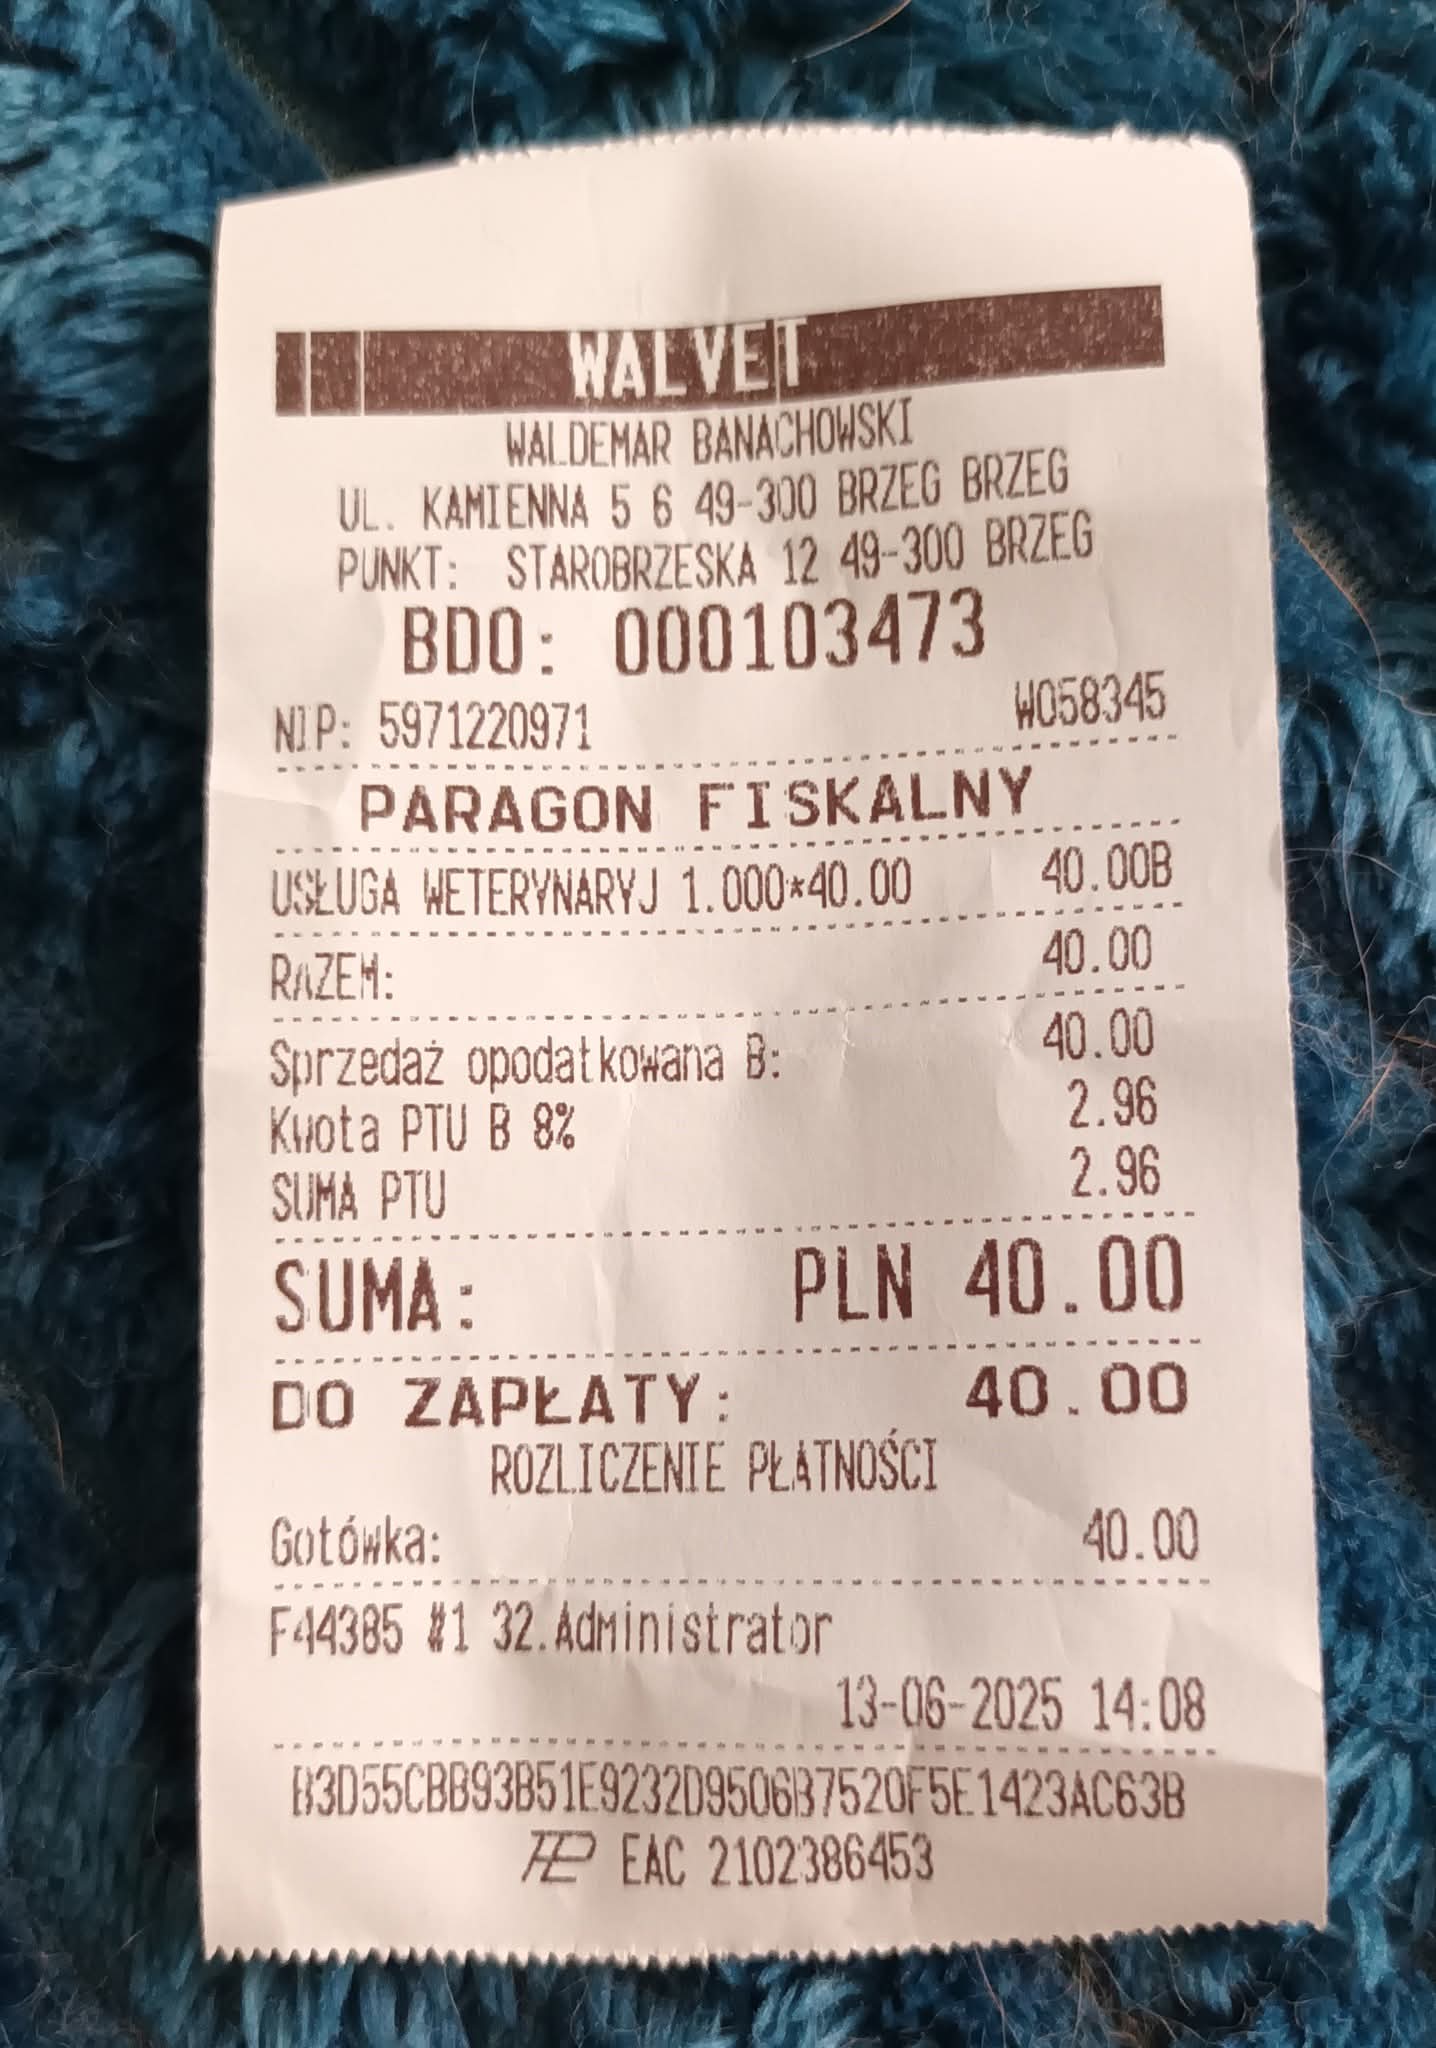 WALVET
WALDEMAR BANACHOWSKI
UL. KAMIENNA 5 6 49-300 BRZEG BRZEG
PUNKT: STAROBRZESKA 12 49-300 BRZEG
BDO: 000103473
NIP: 5971220971 W058345
PARAGON FISKALNY
USŁUGA WETERYNARYJ 1.000*40.00 40.00B
RAZEM: 40.00
Sprzedaż opodatkowana B: 40.00
Kwota PTU B 8% 2.96
SUMA PTU 2.96
SUMA: PLN 40.00
DO ZAPŁATY: 40.00
ROZLICZENIE PŁATNOŚCI
Gotówka: 40.00
F44385 #1 32.Administrator
13-06-2025 14:08
B3D55CBB93B51E9232D9506B7520F5E1423AC63B
EAC 2102386453